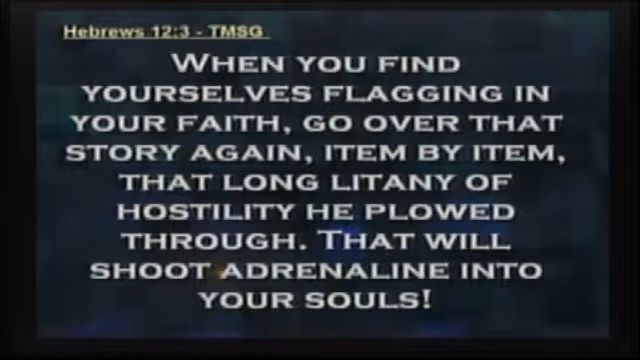 Hebrews 12:3 - TMSG
WHEN YOU FIND
YOURSELVES FLAGGING IN
YOUR FAITH, GO OVER THAT
STORY AGAIN, ITEM BY ITEM,
THAT LONG LITANY OF
HOSTILITY HE PLOWED
THROUGH. THAT WILL
SHOOT ADRENALINE INTO
YOUR SOULS!